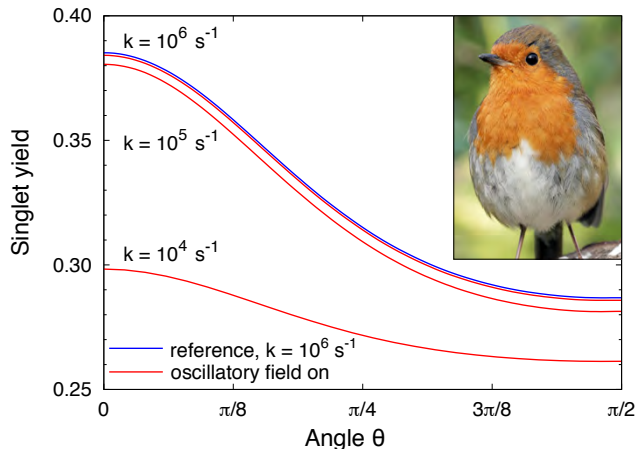 0.40
0.35
0.30
0.25
Singlet yield
k = 10⁶ s⁻¹
k = 10⁵ s⁻¹
k = 10⁴ s⁻¹
reference, k = 10⁶ s⁻¹
oscillatory field on
0 π/8 π/4 3π/8 π/2
Angle θ